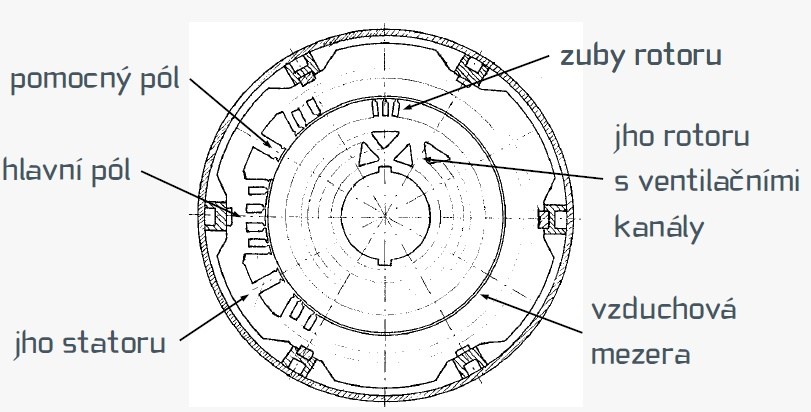 pomocný pól
hlavní pól
jho statoru
zuby rotoru
jho rotoru
s ventilačními
kanály
vzduchová
mezera